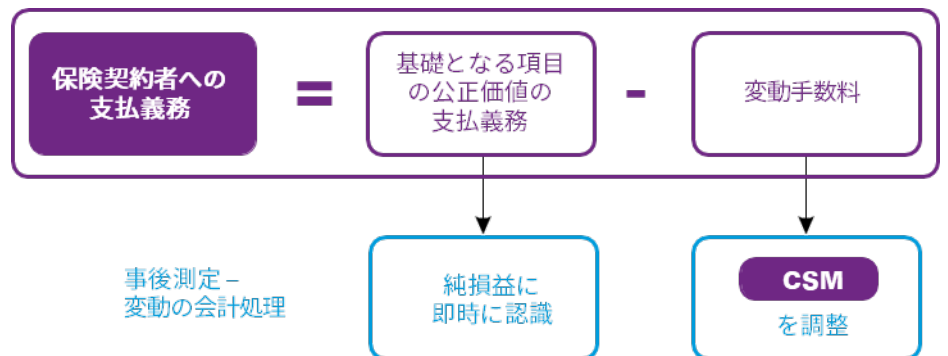 保険契約者への
支払義務
=
基礎となる項目
の公正価値の
支払義務
-
変動手数料
事後測定 –
変動の会計処理
純損益に
即時に認識
CSM
を調整